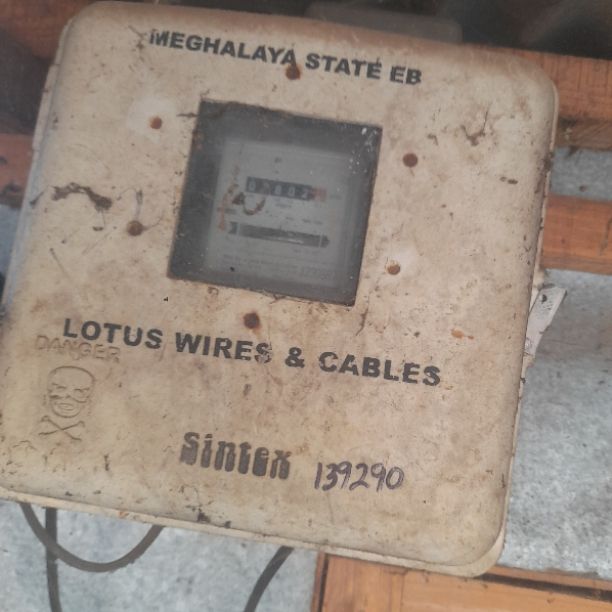 MEGHALAYA STATE EB
LOTUS WIRES & CABLES
DANGER
Sintex 139290